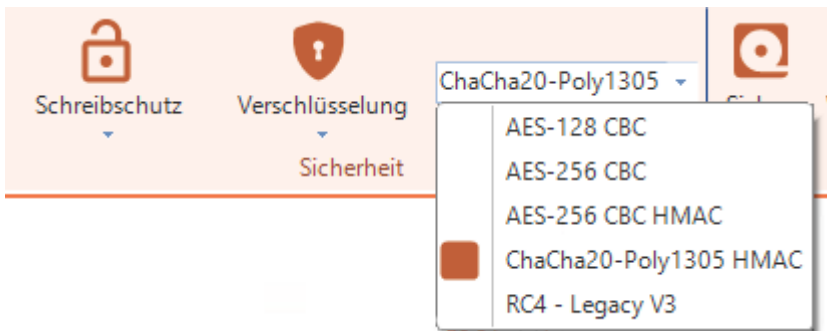 Schreibschutz
Verschlüsselung
ChaCha20-Poly1305
Sicherheit
AES-128 CBC
AES-256 CBC
AES-256 CBC HMAC
ChaCha20-Poly1305 HMAC
RC4 - Legacy V3